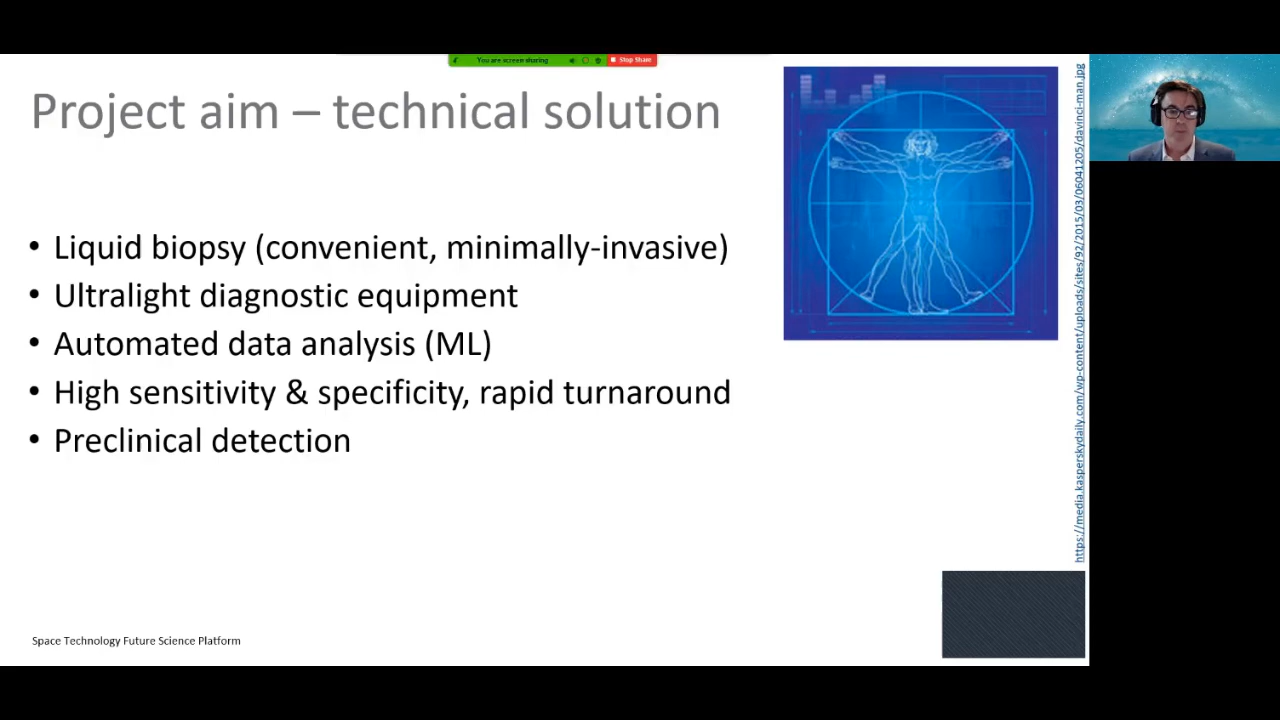 You are screen sharing
Stop Share
Project aim – technical solution
• Liquid biopsy (convenient, minimally-invasive)
• Ultralight diagnostic equipment
• Automated data analysis (ML)
• High sensitivity & specificity, rapid turnaround
• Preclinical detection
https://media.kasperskydaily.com/wp-content/uploads/sites/92/2015/03/06041205/davinci-man.jpg
Space Technology Future Science Platform